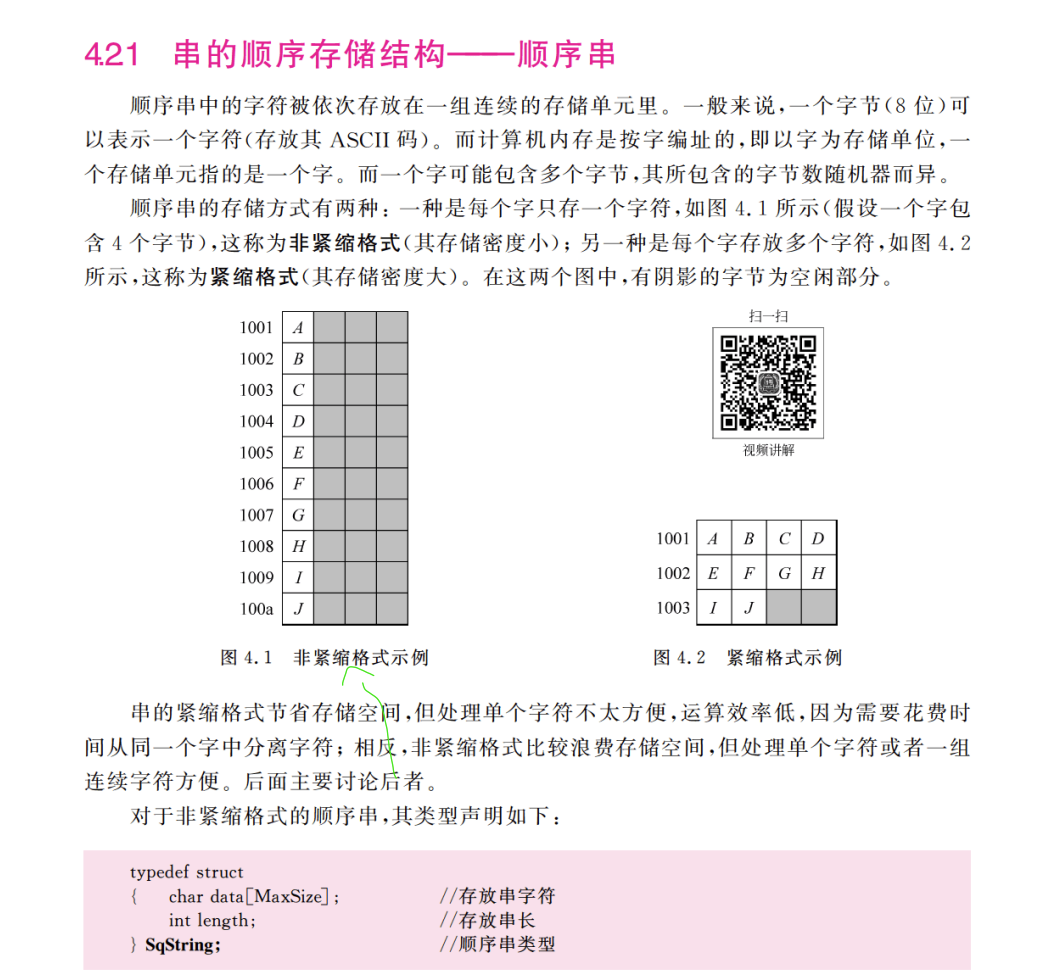 4.2.1 串的顺序存储结构——顺序串
顺序串中的字符被依次存放在一组连续的存储单元里。一般来说,一个字节(8 位)可
以表示一个字符(存放其 ASCII 码)。而计算机内存是按字编址的,即以字为存储单位,一
个存储单元指的是一个字。而一个字可能包含多个字节,其所包含的字节数随机器而异。
顺序串的存储方式有两种: 一种是每个字只存一个字符,如图 4.1 所示(假设一个字包
含 4 个字节),这称为非紧缩格式(其存储密度小); 另一种是每个字存放多个字符,如图 4.2
所示,这称为紧缩格式(其存储密度大)。在这两个图中,有阴影的字节为空闲部分。
1001 A
1002 B
1003 C
1004 D
1005 E
1006 F
1007 G
1008 H
1009 I
100a J
图 4.1 非紧缩格式示例
扫一扫
视频讲解
1001 A B C D
1002 E F G H
1003 I J
图 4.2 紧缩格式示例
串的紧缩格式节省存储空间,但处理单个字符不太方便,运算效率低,因为需要花费时
间从同一个字中分离字符; 相反,非紧缩格式比较浪费存储空间,但处理单个字符或者一组
连续字符方便。后面主要讨论后者。
对于非紧缩格式的顺序串,其类型声明如下:
typedef struct
{ char data[MaxSize]; //存放串字符
int length; //存放串长
} SqString; //顺序串类型